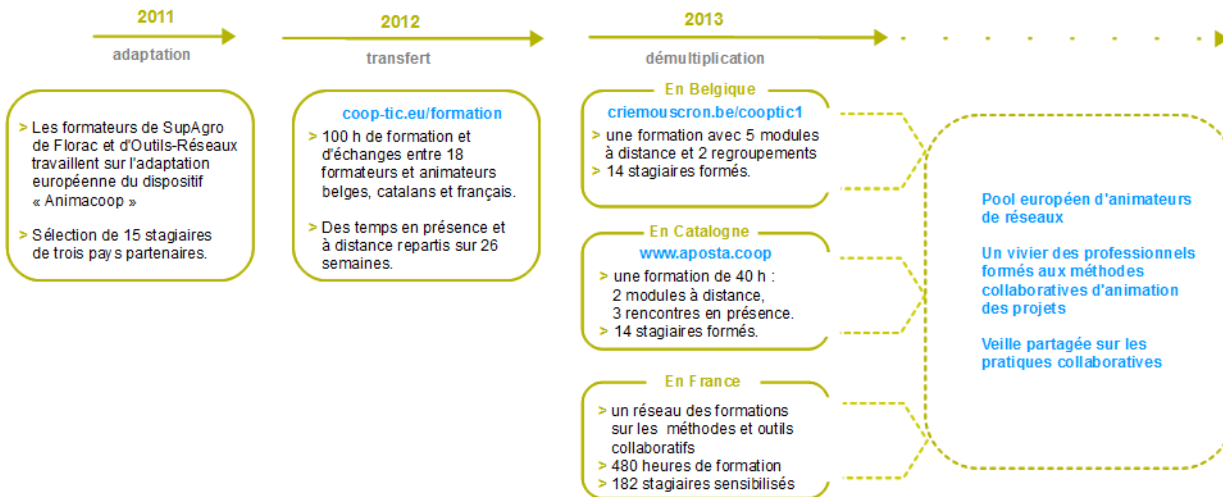 2011
adaptation
> Les formateurs de SupAgro
de Florac et d'Outils-Réseaux
travaillent sur l'adaptation
européenne du dispositif
« Animacoop »
> Sélection de 15 stagiaires
de trois pays partenaires.
2012
transfert
coop-tic.eu/formation
> 100 h de formation et
d'échanges entre 18
formateurs et animateurs
belges, catalans et français.
> Des temps en présence et
à distance repartis sur 26
semaines.
2013
démultiplication
En Belgique
criemouscron.be/cooptic1
> une formation avec 5 modules
à distance et 2 regroupements
> 14 stagiaires formés.
En Catalogne
www.aposta.coop
> une formation de 40 h :
2 modules à distance,
3 rencontres en présence.
> 14 stagiaires formés.
En France
> un réseau des formations
sur les méthodes et outils
collaboratifs
> 480 heures de formation
> 182 stagiaires sensibilisés
Pool européen d'animateurs
de réseaux
Un vivier des professionnels
formés aux méthodes
collaboratives d'animation
des projets
Veille partagée sur les
pratiques collaboratives